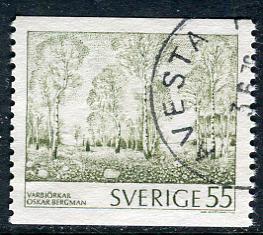 VESTA
VÅRBJÖRKAR
OSKAR BERGMAN
SVERIGE 55